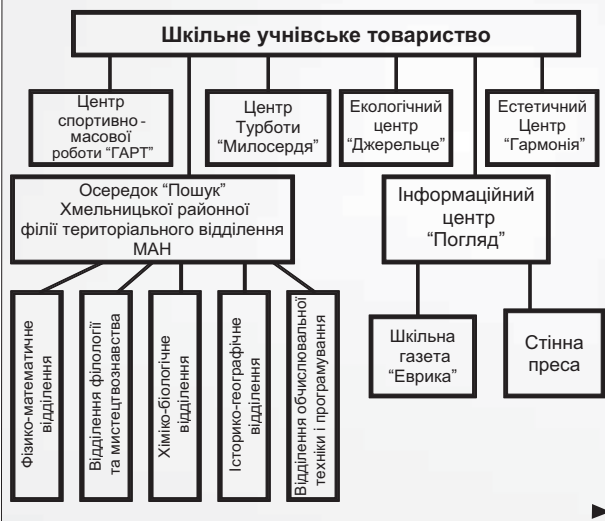 Шкільне учнівське товариство
Центр
спортивно -
масової
роботи “ГАРТ”
Центр
Турботи
“Милосердя”
Екологічний
центр
“Джерельце”
Естетичний
Центр
“Гармонія”
Осередок “Пошук”
Хмельницької районної
філії територіального відділення
МАН
Інформаційний
центр
“Погляд”
Фізико-математичне
відділення
Відділення філології
та мистецтвознавства
Хіміко-біологічне
відділення
Історико-географічне
відділення
Відділення обчислювальної
техніки і програмування
Шкільна
газета
“Еврика”
Стінна
преса